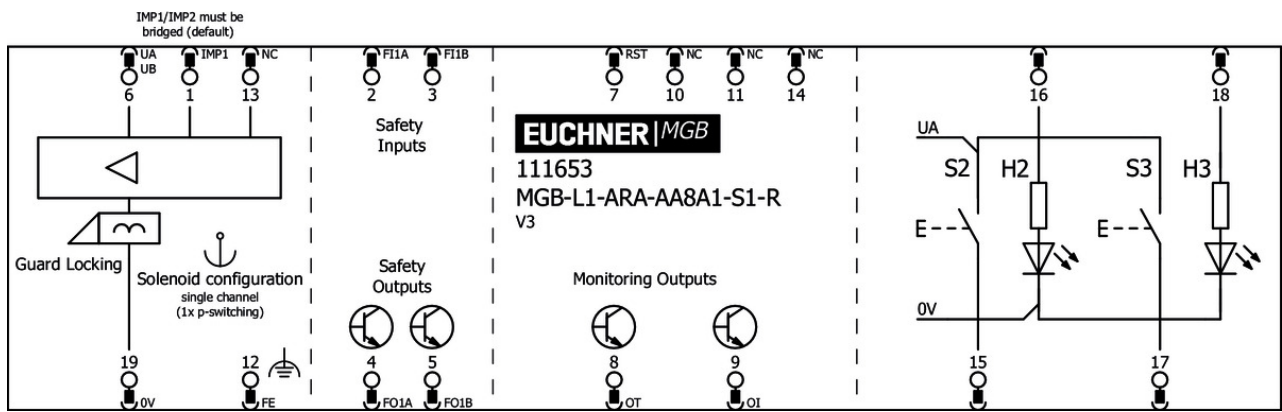 IMP1/IMP2 must be
bridged (default)
UA
UB
IMP1
NC
FI1A
FI1B
RST
NC
NC
NC
6
1
13
2
3
7
10
11
14
16
18
Safety
Inputs
EUCHNER MGB
111653
MGB-L1-ARA-AA8A1-S1-R
V3
UA
S2
H2
S3
H3
E
E
Guard Locking
Solenoid configuration
single channel
(1x p-switching)
Safety
Outputs
Monitoring Outputs
0V
19
12
4
5
8
9
15
17
0V
FE
FO1A
FO1B
OT
OI